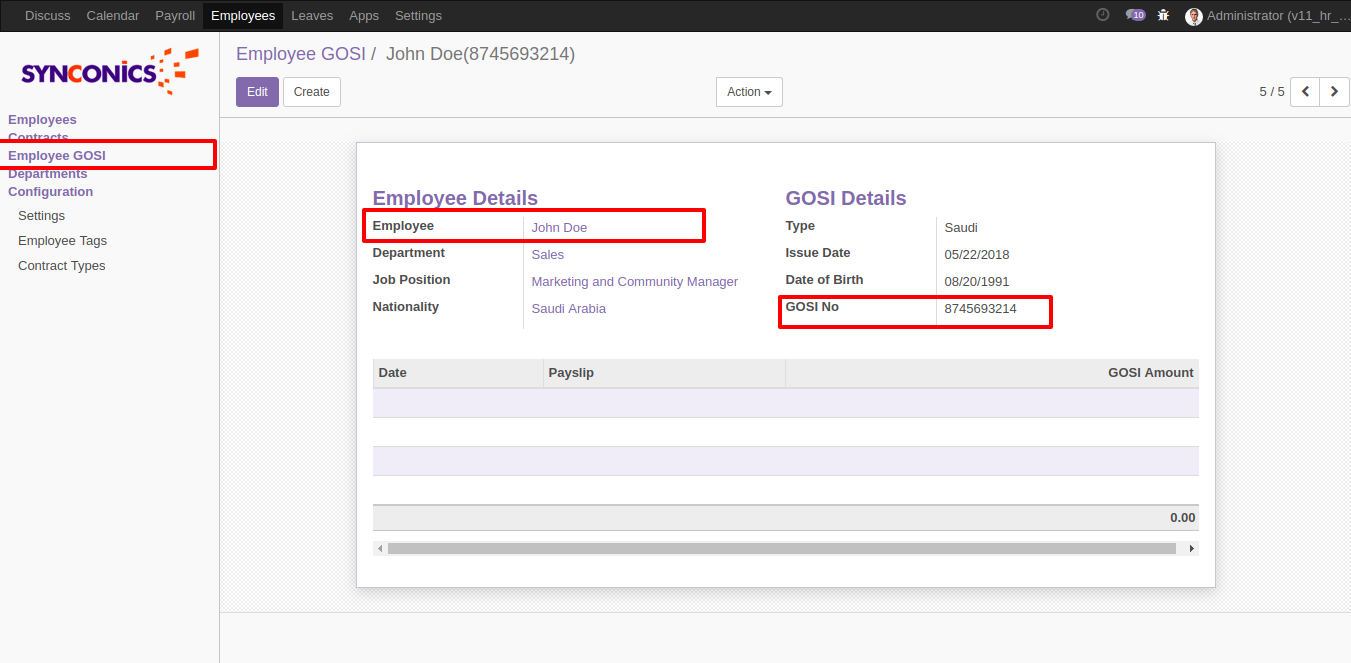 Discuss Calendar Payroll Employees Leaves Apps Settings 10 Administrator (v11_hr_...
SYNCONICS
Employee GOSI / John Doe(8745693214)
Edit Create Action 5 / 5
Employees
Contracts
Employee GOSI
Departments
Configuration
Settings
Employee Tags
Contract Types
Employee Details
Employee John Doe
Department Sales
Job Position Marketing and Community Manager
Nationality Saudi Arabia
GOSI Details
Type Saudi
Issue Date 05/22/2018
Date of Birth 08/20/1991
GOSI No 8745693214
Date Payslip GOSI Amount
0.00